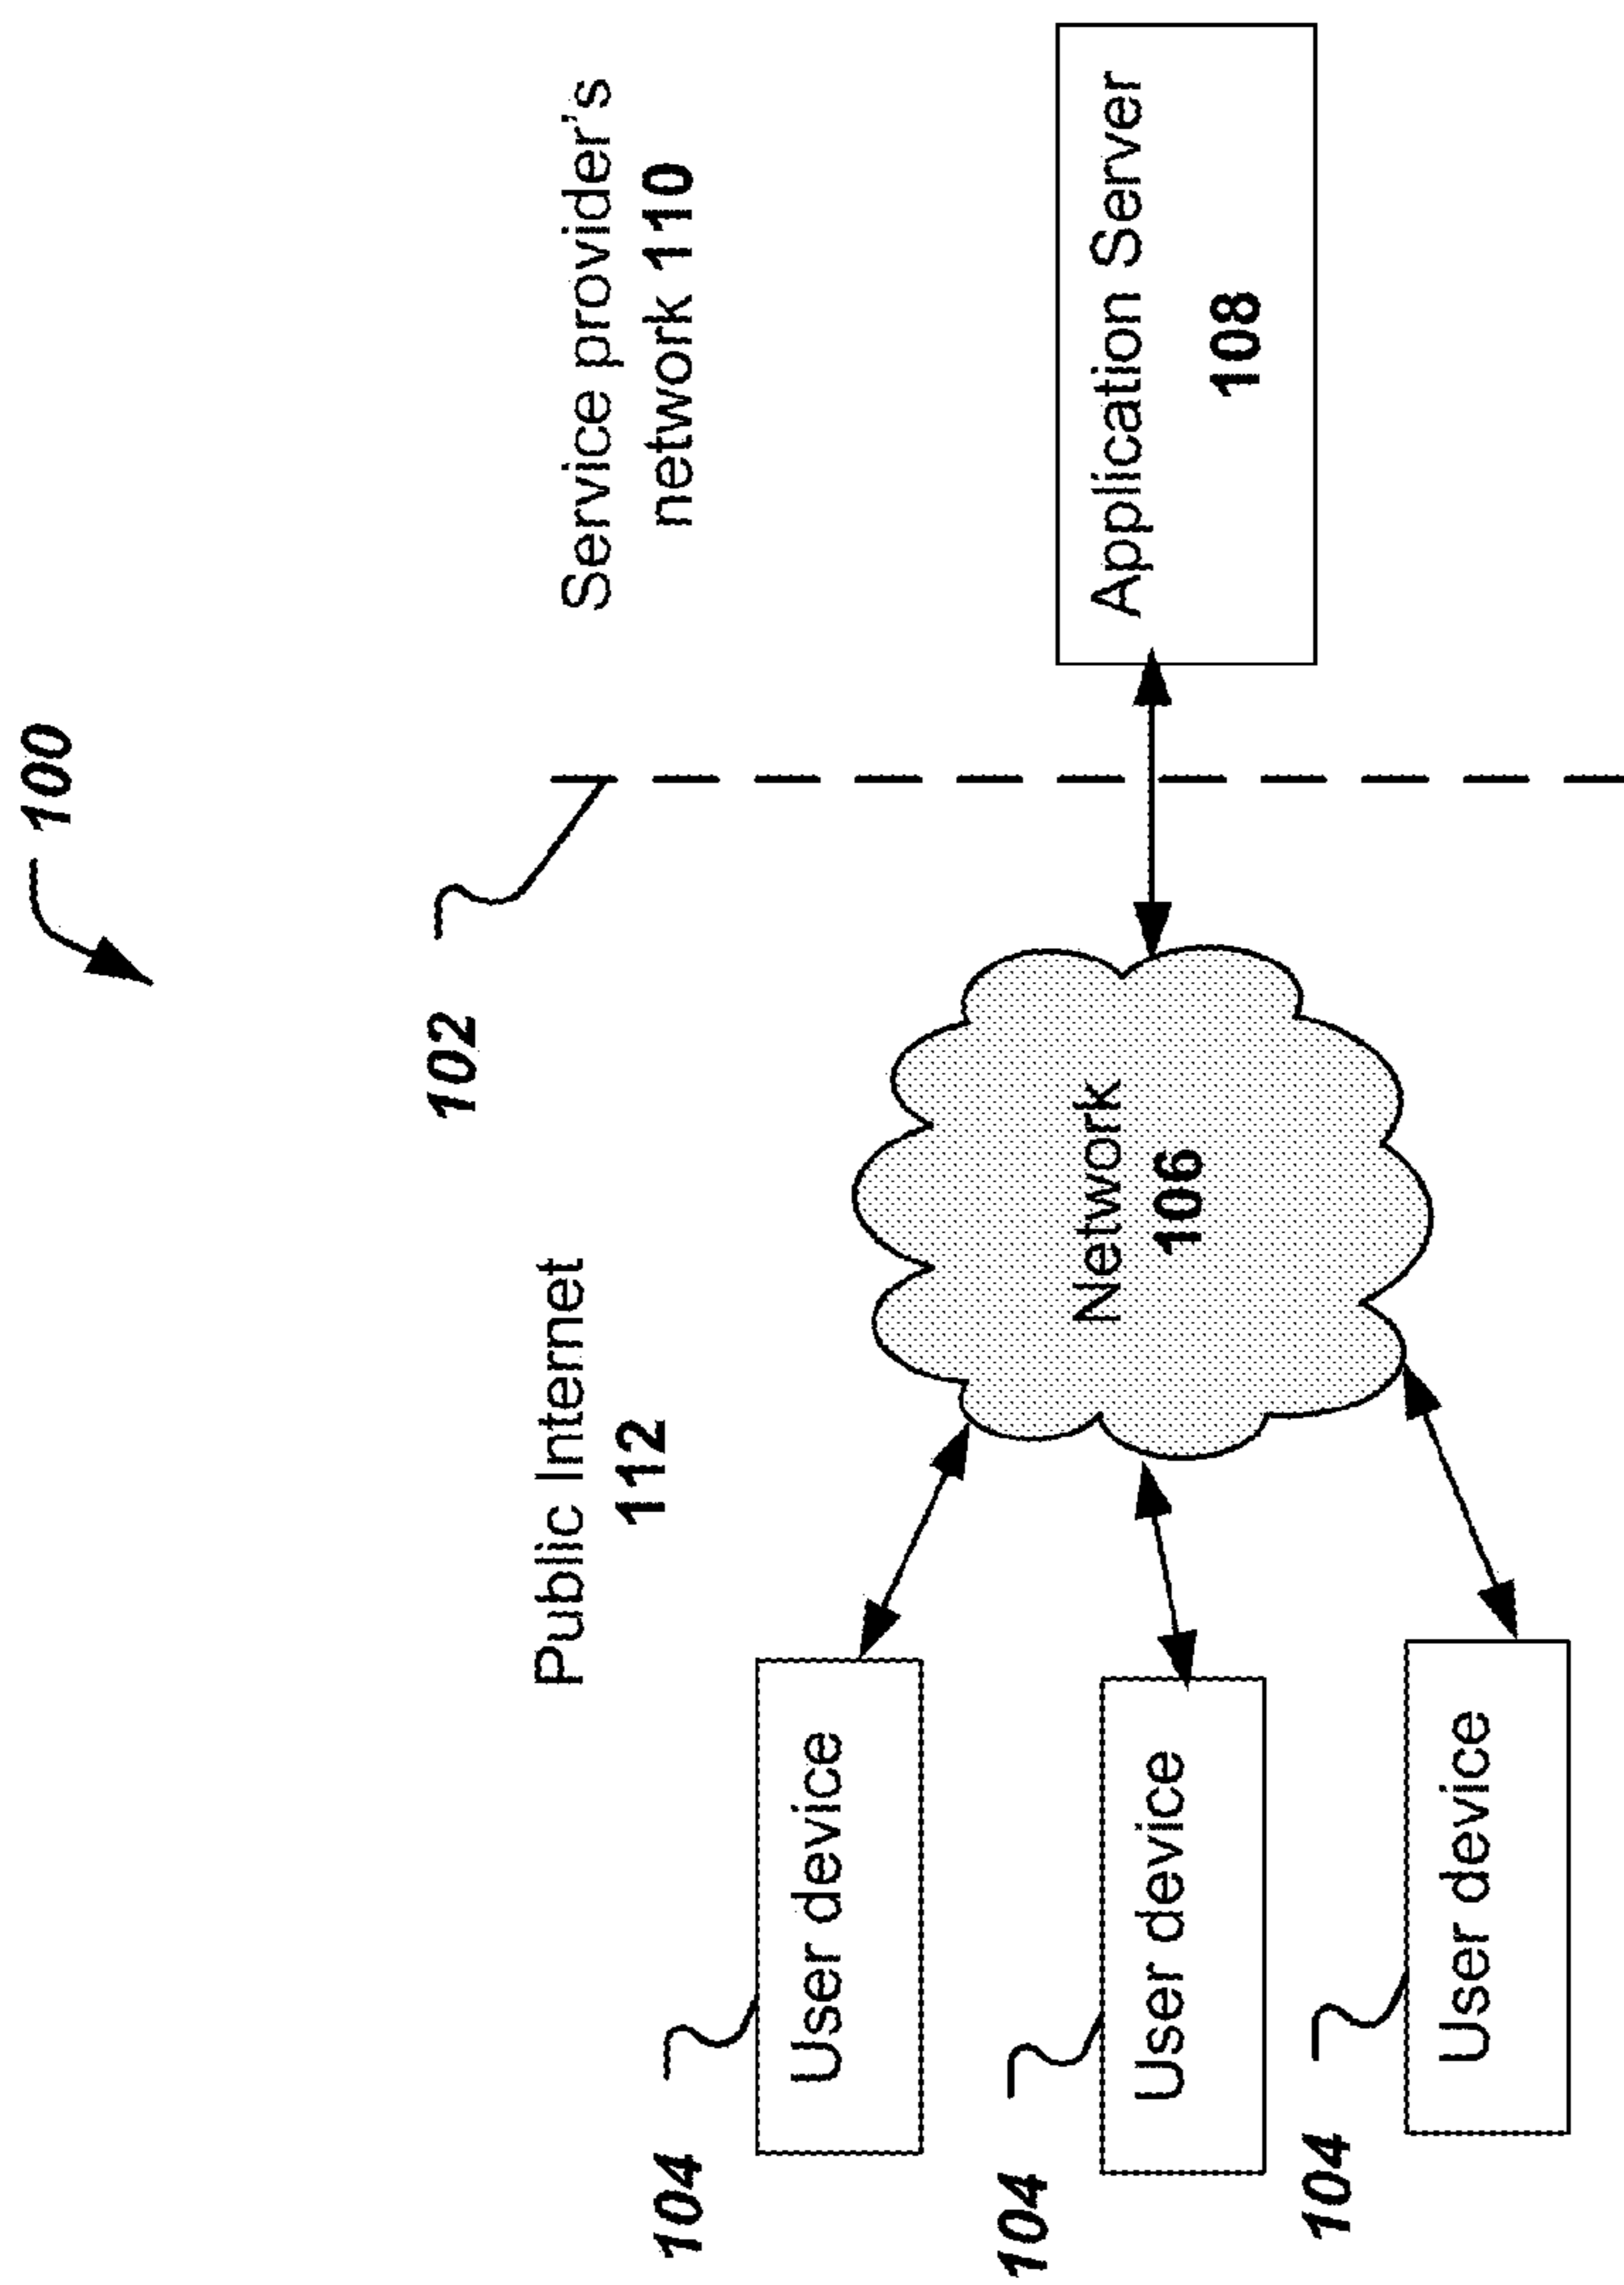 100
102
Public Internet
112
Service provider's
network 110
104
User device
104
User device
104
User device
Network
106
Application Server
108